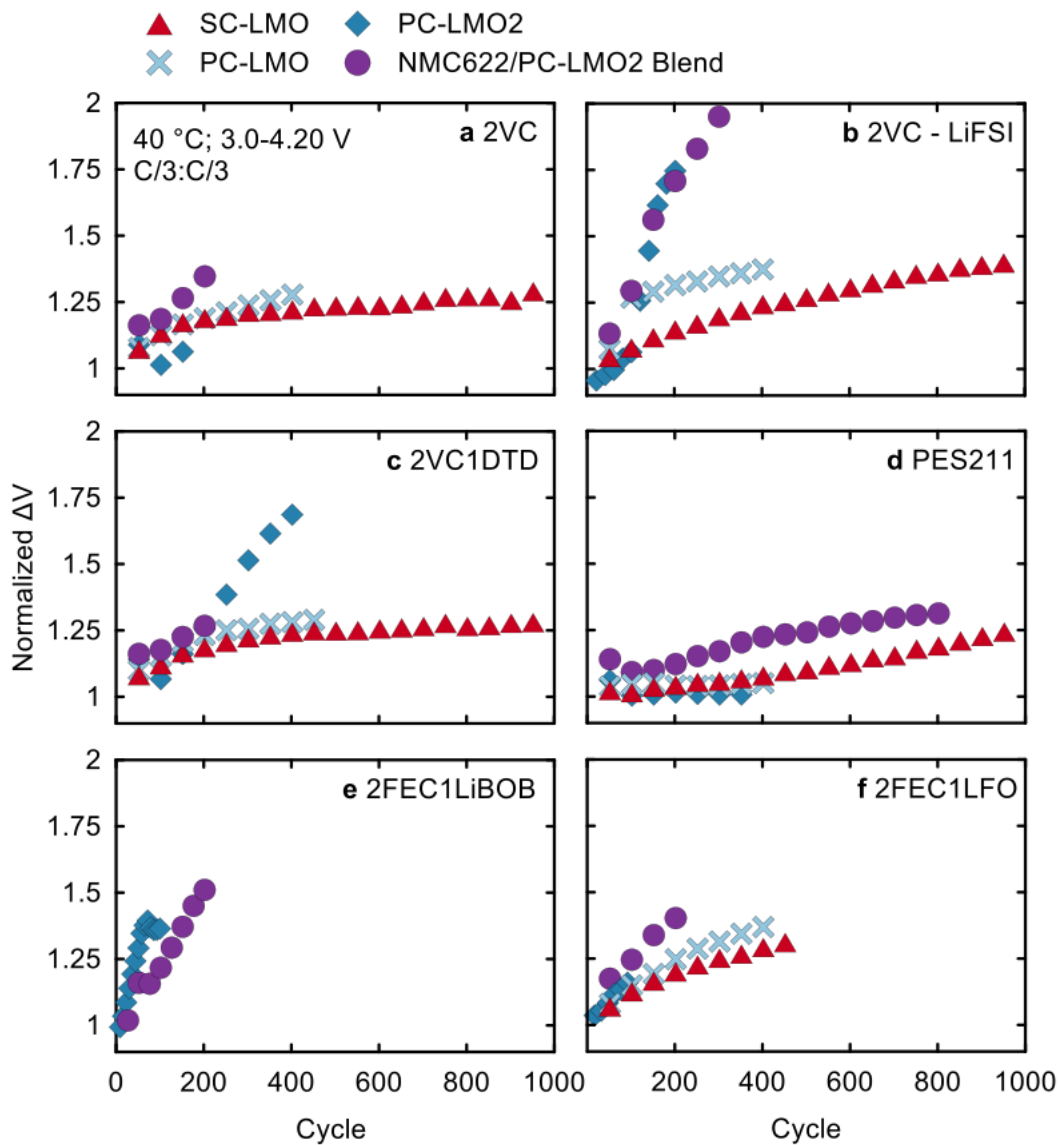 SC-LMO
PC-LMO2
PC-LMO
NMC622/PC-LMO2 Blend
2
1.75
1.5
1.25
1
40 °C; 3.0-4.20 V
C/3:C/3
a 2VC
b 2VC - LiFSI
2
1.75
1.5
1.25
1
c 2VC1DTD
d PES211
Normalized ΔV
2
1.75
1.5
1.25
1
e 2FEC1LiBOB
f 2FEC1LFO
0 200 400 600 800 1000
200 400 600 800 1000
Cycle
Cycle